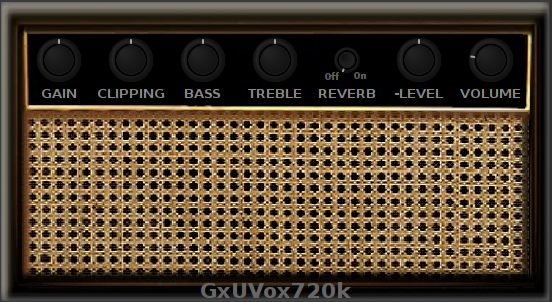 Off On
GAIN CLIPPING BASS TREBLE REVERB -LEVEL VOLUME
GxUVox720k